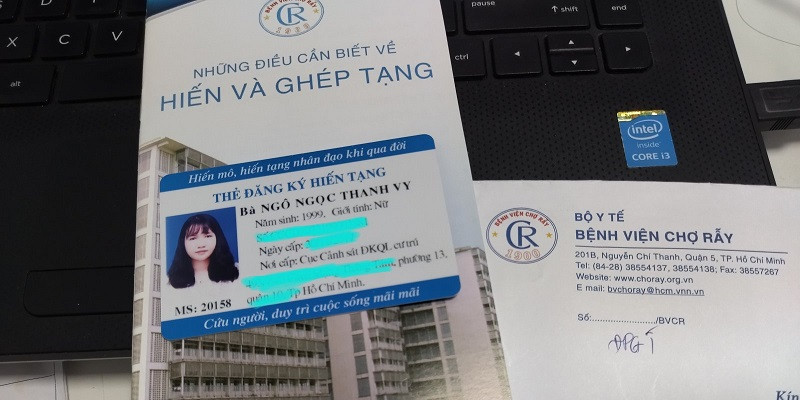 pause
shift
end
ctrl
alt
X
C
BỆNH VIỆN CHỢ RẪY
CR
1900
NHỮNG ĐIỀU CẦN BIẾT VỀ
HIẾN VÀ GHÉP TẠNG
Hiến mô, hiến tạng nhân đạo khi qua đời
THẺ ĐĂNG KÝ HIẾN TẠNG
Bà NGÔ NGỌC THANH VY
Năm sinh: 1999, Giới tính: Nữ
Ngày cấp:
Nơi cấp: Cục Cảnh sát ĐKQL cư trú
phường 13,
Tp Hồ Chí Minh.
MS: 20158
Cứu người, duy trì cuộc sống mãi mãi
intel
inside
CORE i3
BỆNH VIỆN CHỢ RẪY
CR
1900
BỘ Y TẾ
BỆNH VIỆN CHỢ RẪY
201B, Nguyễn Chí Thanh, Quận 5, TP. Hồ Chí Minh
Tel: (84-28) 38554137, 38554138; Fax: 38557267
Website: www.choray.org.vn
E mail: bvchoray@hcm.vnn.vn
Số:......................./BVCR
Kín